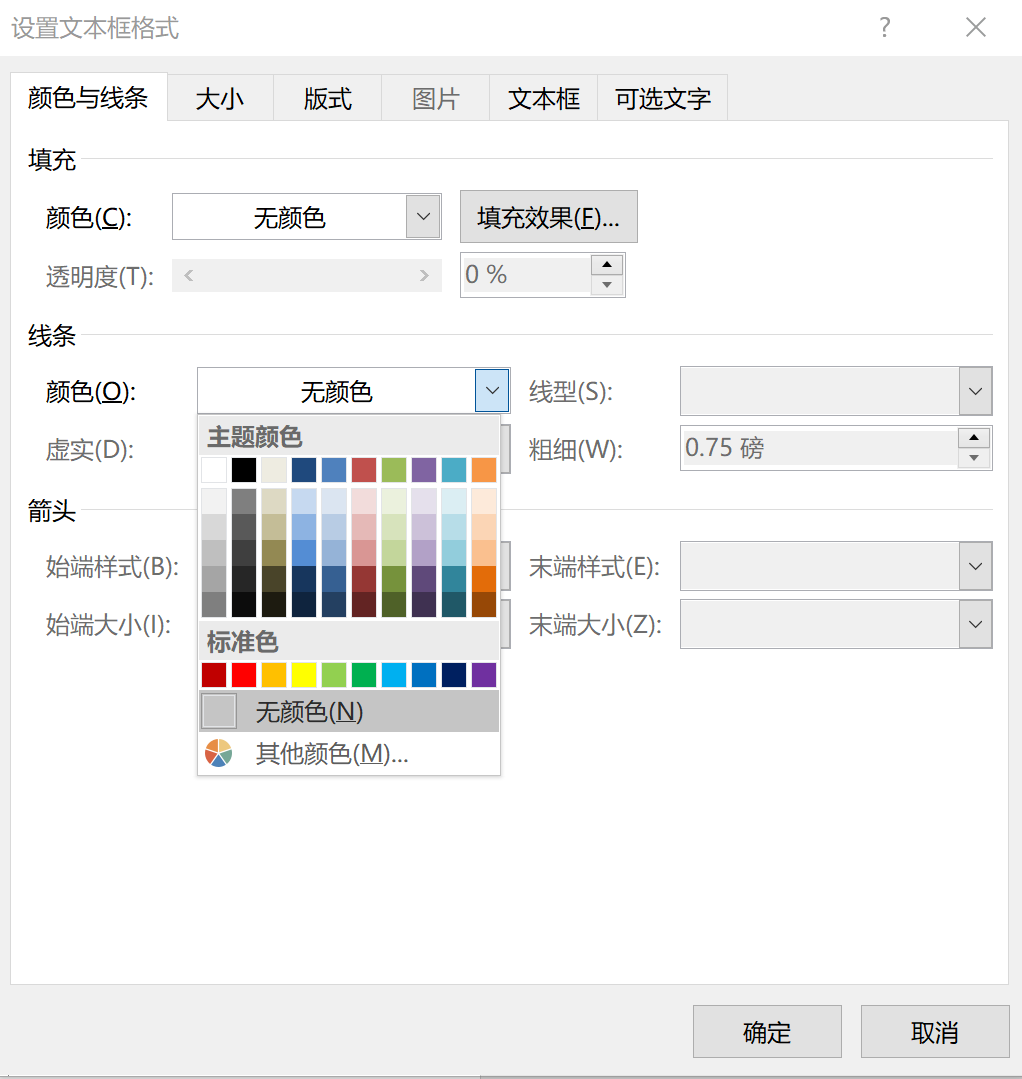 设置文本框格式 ?
颜色与线条 大小 版式 图片 文本框 可选文字
填充
颜色(C): 无颜色 填充效果(F)...
透明度(T): 0 %
线条
颜色(O): 无颜色 线型(S):
主题颜色
虚实(D): 粗细(W): 0.75 磅
箭头
始端样式(B): 末端样式(E):
始端大小(I): 末端大小(Z):
标准色
无颜色(N)
其他颜色(M)...
确定 取消